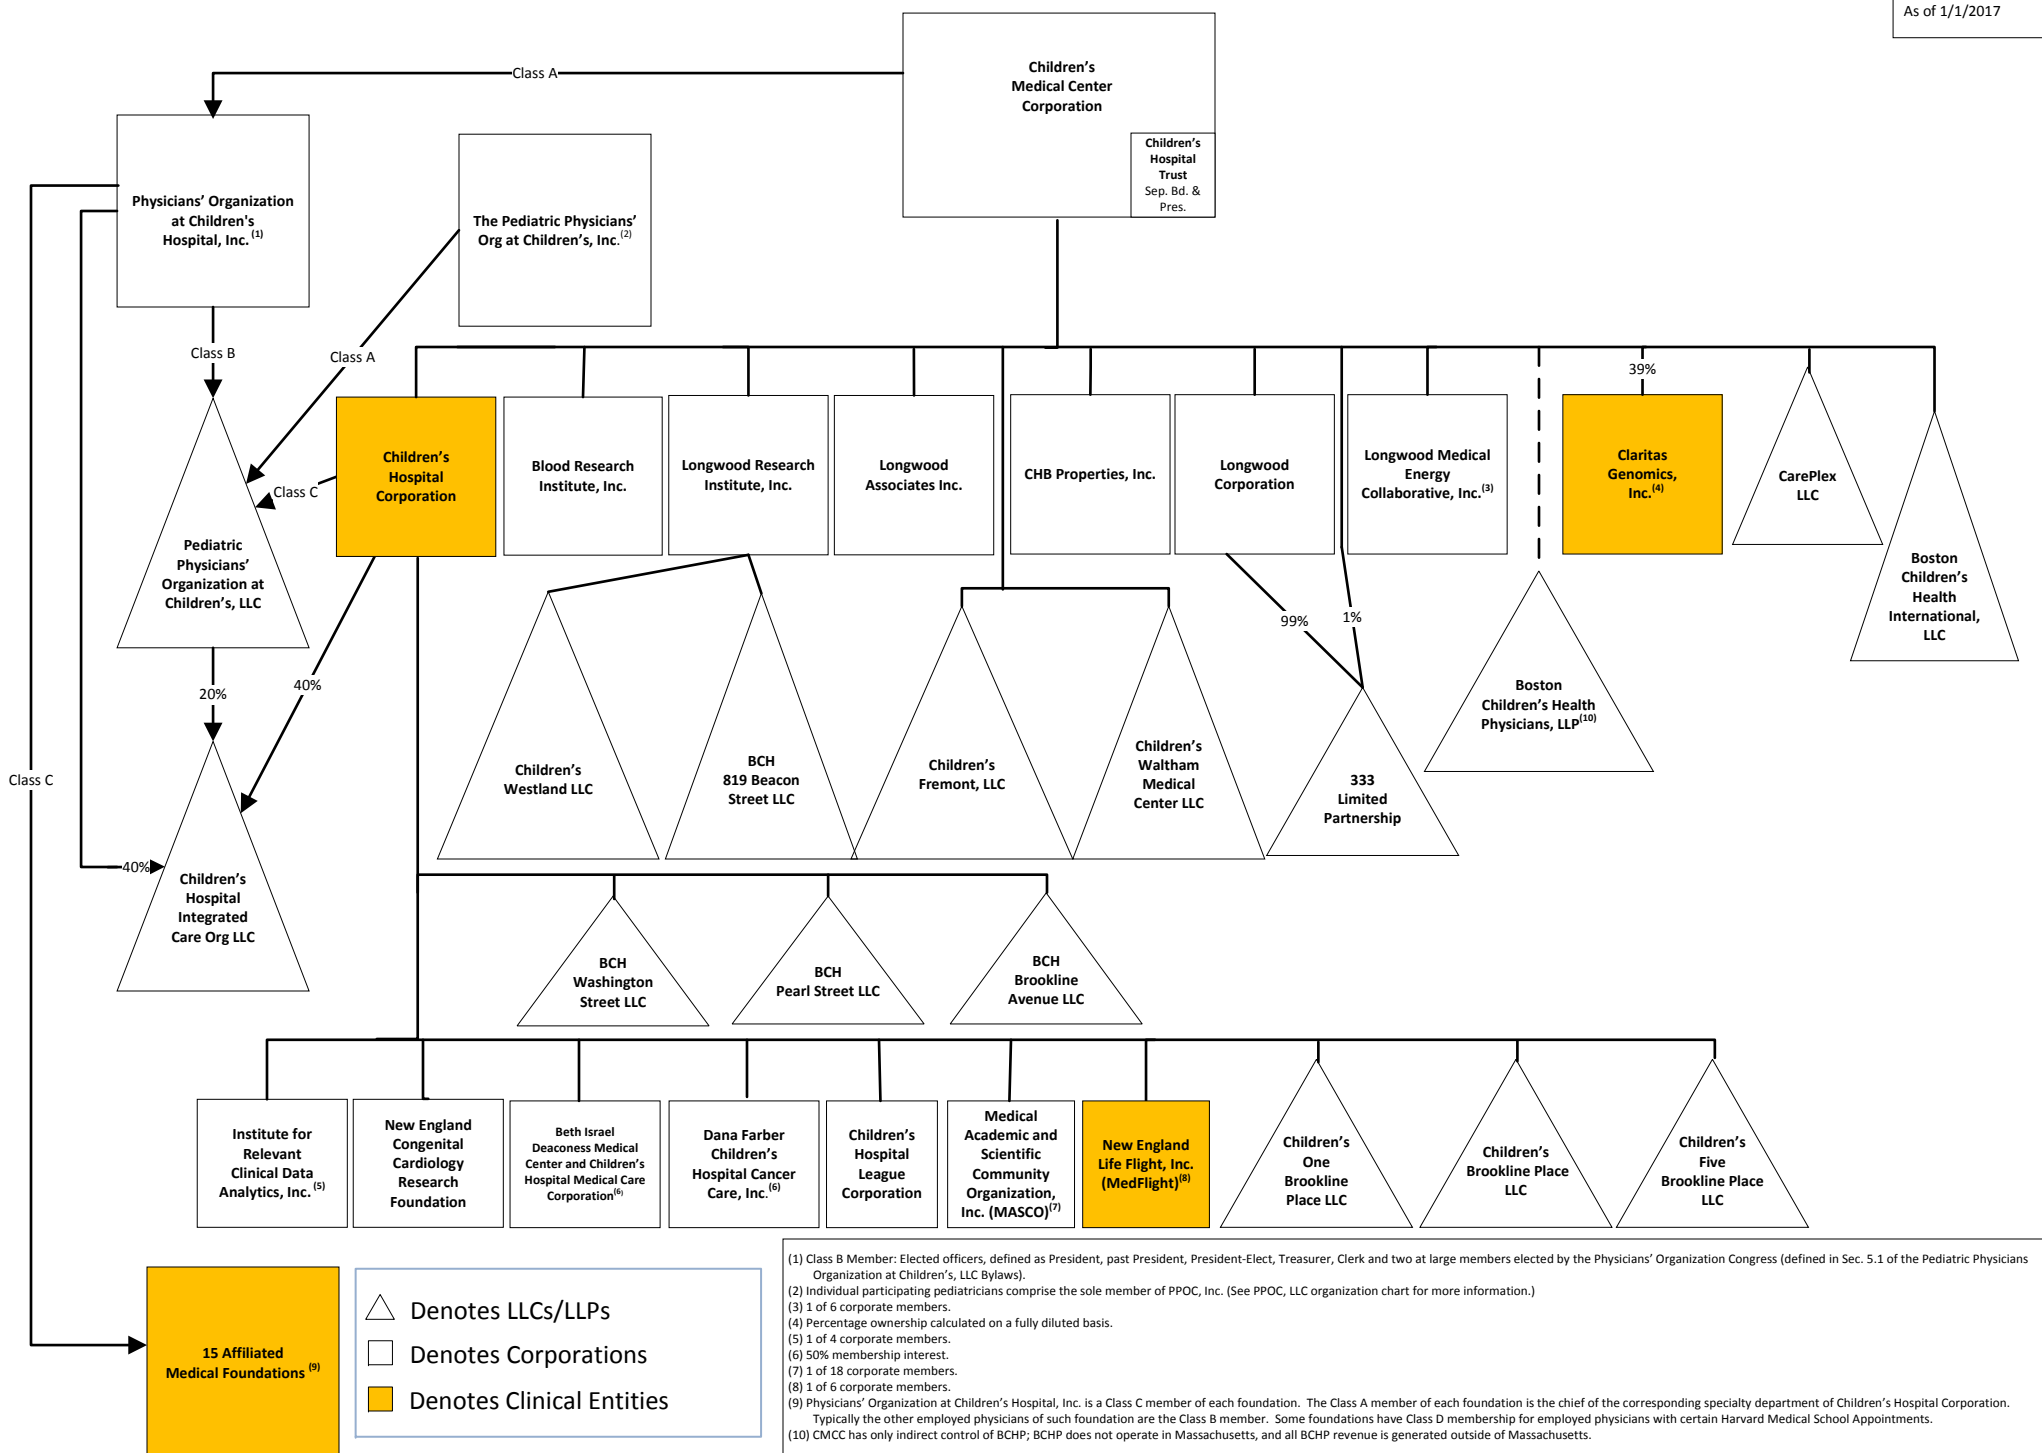 As of 1/1/2017
Children's
Medical Center
Corporation
Children's
Hospital
Trust
Sep. Bd. &
Pres.
Class A
Physicians' Organization
at Children's
Hospital, Inc. (1)
The Pediatric Physicians'
Org at Children's, Inc.(2)
Class B
Class A
Class C
39%
Children's
Hospital
Corporation
Blood Research
Institute, Inc.
Longwood Research
Institute, Inc.
Longwood
Associates Inc.
CHB Properties, Inc.
Longwood
Corporation
Longwood Medical
Energy
Collaborative, Inc.(3)
Claritas
Genomics,
Inc.(4)
CarePlex
LLC
Boston
Children's
Health
International,
LLC
Pediatric
Physicians'
Organization at
Children's, LLC
20%
40%
99%
1%
Boston
Children's Health
Physicians, LLP(10)
Children's
Westland LLC
BCH
819 Beacon
Street LLC
Children's
Fremont, LLC
Children's
Waltham
Medical
Center LLC
333
Limited
Partnership
Class C
40%
Children's
Hospital
Integrated
Care Org LLC
BCH
Washington
Street LLC
BCH
Pearl Street LLC
BCH
Brookline
Avenue LLC
Institute for
Relevant
Clinical Data
Analytics, Inc. (5)
New England
Congenital
Cardiology
Research
Foundation
Beth Israel
Deaconess Medical
Center and Children's
Hospital Medical Care
Corporation(6)
Dana Farber
Children's
Hospital Cancer
Care, Inc.(6)
Children's
Hospital
League
Corporation
Medical
Academic and
Scientific
Community
Organization,
Inc. (MASCO)(7)
New England
Life Flight, Inc.
(MedFlight)(8)
Children's
One
Brookline
Place LLC
Children's
Brookline Place
LLC
Children's
Five
Brookline Place
LLC
15 Affiliated
Medical Foundations (9)
Denotes LLCs/LLPs
Denotes Corporations
Denotes Clinical Entities
(1) Class B Member: Elected officers, defined as President, past President, President-Elect, Treasurer, Clerk and two at large members elected by the Physicians' Organization Congress (defined in Sec. 5.1 of the Pediatric Physicians
Organization at Children's, LLC Bylaws).
(2) Individual participating pediatricians comprise the sole member of PPOC, Inc. (See PPOC, LLC organization chart for more information.)
(3) 1 of 6 corporate members.
(4) Percentage ownership calculated on a fully diluted basis.
(5) 1 of 4 corporate members.
(6) 50% membership interest.
(7) 1 of 18 corporate members.
(8) 1 of 6 corporate members.
(9) Physicians' Organization at Children's Hospital, Inc. is a Class C member of each foundation. The Class A member of each foundation is the chief of the corresponding specialty department of Children's Hospital Corporation.
Typically the other employed physicians of such foundation are the Class B member. Some foundations have Class D membership for employed physicians with certain Harvard Medical School Appointments.
(10) CMCC has only indirect control of BCHP; BCHP does not operate in Massachusetts, and all BCHP revenue is generated outside of Massachusetts.